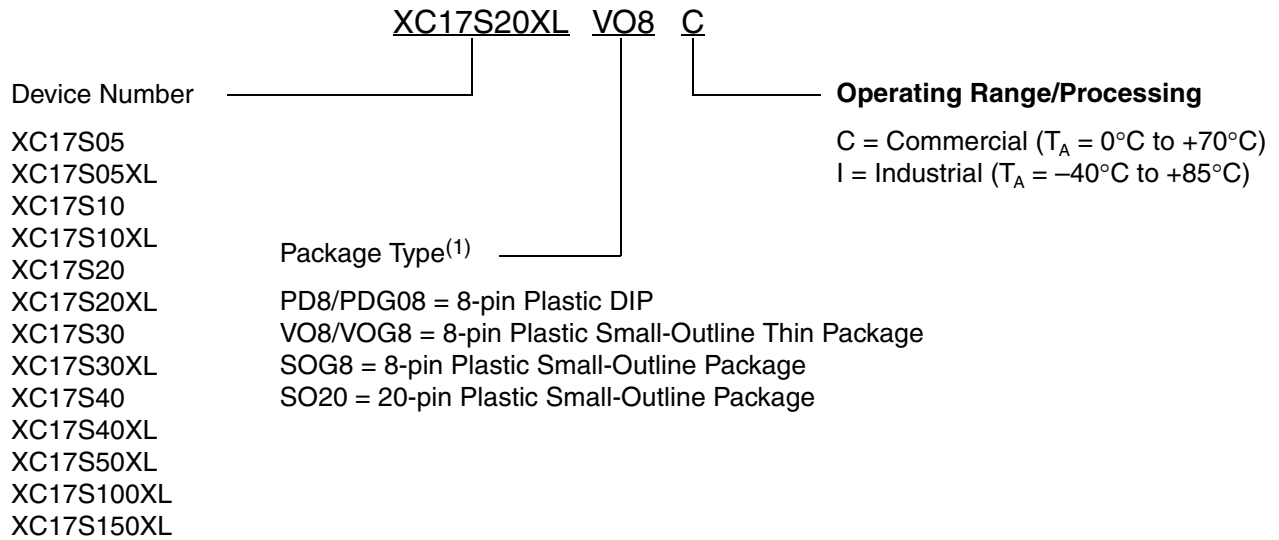 XC17S20XL VO8 C
Device Number
XC17S05
XC17S05XL
XC17S10
XC17S10XL
XC17S20
XC17S20XL
XC17S30
XC17S30XL
XC17S40
XC17S40XL
XC17S50XL
XC17S100XL
XC17S150XL
Package Type(1)
PD8/PDG08 = 8-pin Plastic DIP
VO8/VOG8 = 8-pin Plastic Small-Outline Thin Package
SOG8 = 8-pin Plastic Small-Outline Package
SO20 = 20-pin Plastic Small-Outline Package
Operating Range/Processing
C = Commercial (TA = 0°C to +70°C)
I = Industrial (TA = –40°C to +85°C)